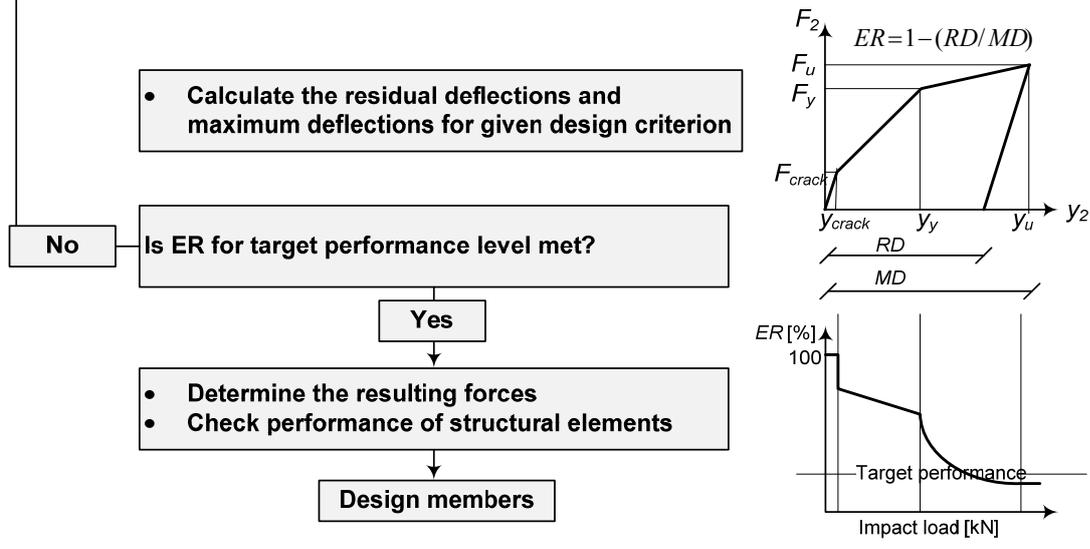 • Calculate the residual deflections and
maximum deflections for given design criterion
No
Is ER for target performance level met?
Yes
• Determine the resulting forces
• Check performance of structural elements
Design members
F2
ER=1−(RD/MD)
Fu
Fy
Fcrack
ycrack
yy
yu
y2
RD
MD
ER [%]
100
Target performance
Impact load [kN]